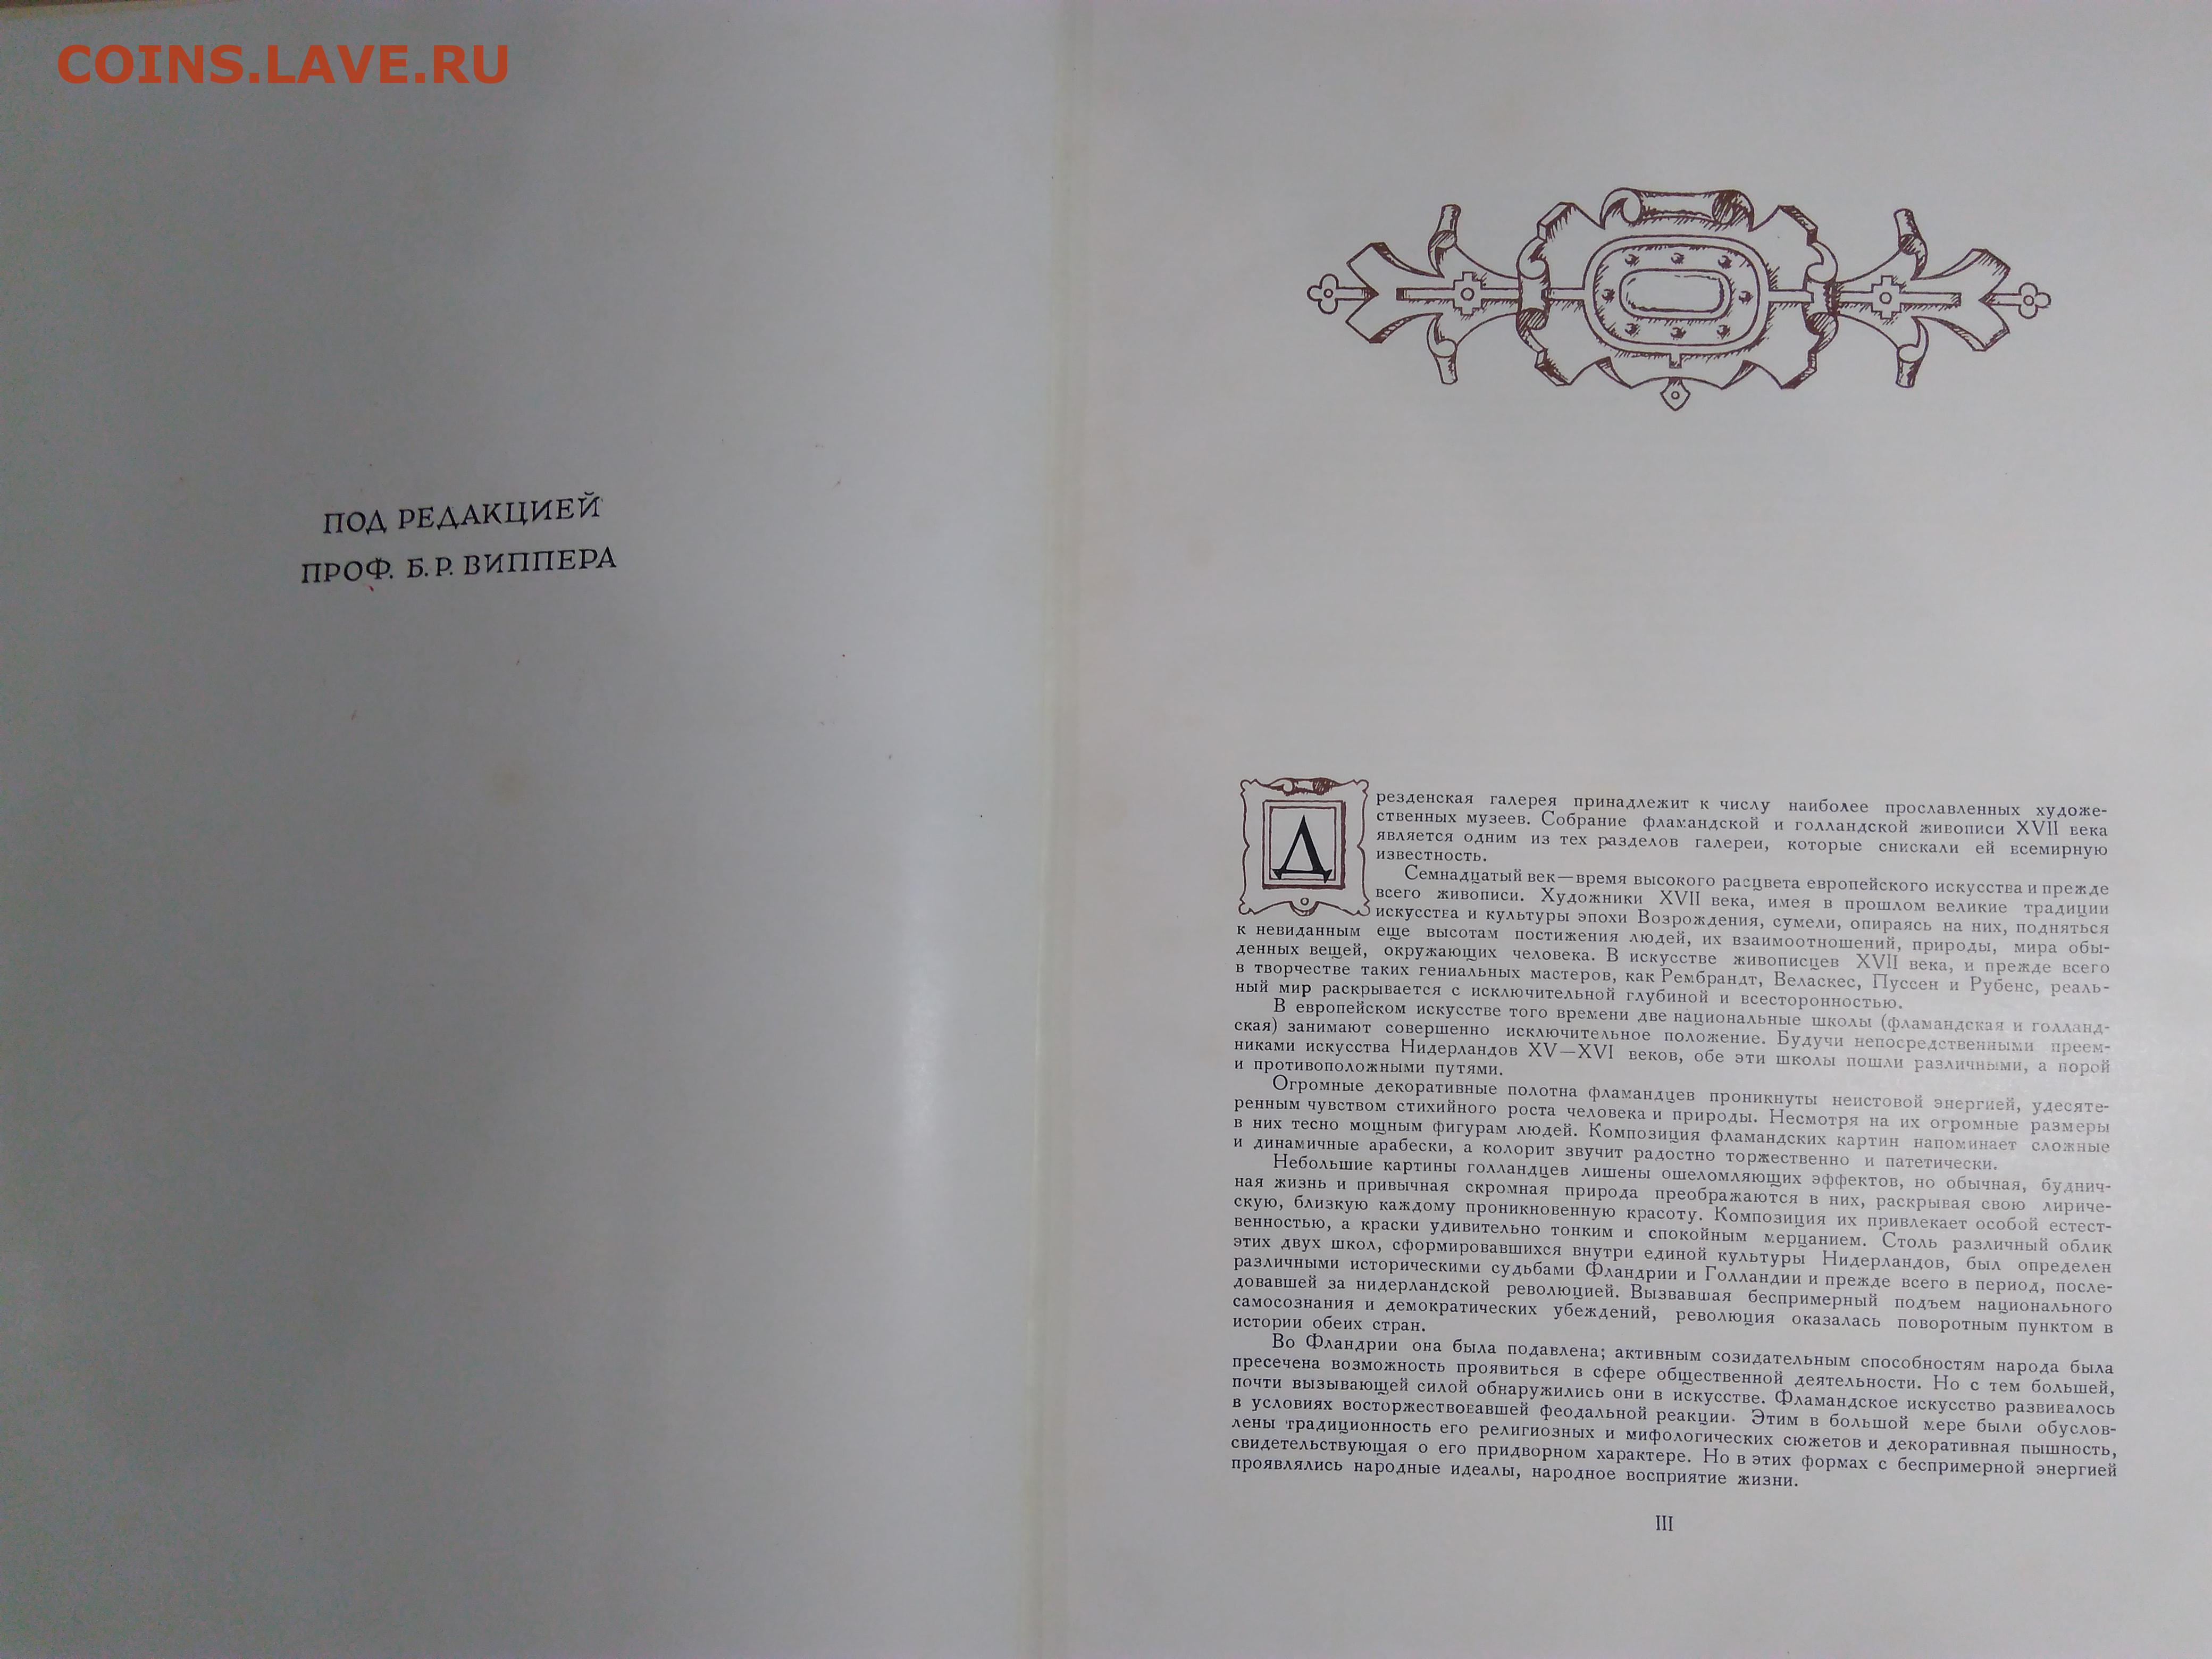 COINS.LAVE.RU
ПОД РЕДАКЦИЕЙ
ПРОФ. Б. Р. ВИППЕРА
Дрезденская галерея принадлежит к числу наиболее прославленных художе-
ственных музеев. Собрание фламандской и голландской живописи XVII века
является одним из тех разделов галереи, которые снискали ей всемирную
известность.
Семнадцатый век—время высокого расцвета европейского искусства и прежде
всего живописи. Художники XVII века, имея в прошлом великие традиции
искусства и культуры эпохи Возрождения, сумели, опираясь на них, подняться
к невиданным еще высотам постижения людей, их взаимоотношений, природы, мира обы-
денных вещей, окружающих человека. В искусстве живописцев XVII века, и прежде всего
в творчестве таких гениальных мастеров, как Рембрандт, Веласкес, Пуссен и Рубенс, реаль-
ный мир раскрывается с исключительной глубиной и всесторонностью.
В европейском искусстве того времени две национальные школы (фламандская и голланд-
ская) занимают совершенно исключительное положение. Будучи непосредственными преем-
никами искусства Нидерландов XV—XVI веков, обе эти школы пошли различными, а порой
и противоположными путями.
Огромные декоративные полотна фламандцев проникнуты неистовой энергией, удесяте-
ренным чувством стихийного роста человека и природы. Несмотря на их огромные размеры
в них тесно мощным фигурам людей. Композиция фламандских картин напоминает сложные
и динамичные арабески, а колорит звучит радостно торжественно и патетически.
Небольшие картины голландцев лишены ошеломляющих эффектов, но обычная, буднич-
ная жизнь и привычная скромная природа преображаются в них, раскрывая свою лириче-
скую, близкую каждому проникновенную красоту. Композиция их привлекает особой естест-
венностью, а краски удивительно тонким и спокойным мерцанием. Столь различный облик
этих двух школ, сформировавшихся внутри единой культуры Нидерландов, был определен
различными историческими судьбами Фландрии и Голландии и прежде всего в период, после-
довавшей за нидерландской революцией. Вызвавшая беспримерный подъем национального
самосознания и демократических убеждений, революция оказалась поворотным пунктом в
истории обеих стран.
Во Фландрии она была подавлена; активным созидательным способностям народа была
пресечена возможность проявиться в сфере общественной деятельности. Но с тем большей,
почти вызывающей силой обнаружились они в искусстве. Фламандское искусство развивалось
в условиях восторжествовавшей феодальной реакции. Этим в большой мере были обуслов-
лены традиционность его религиозных и мифологических сюжетов и декоративная пышность,
свидетельствующая о его придворном характере. Но в этих формах с беспримерной энергией
проявлялись народные идеалы, народное восприятие жизни.
III